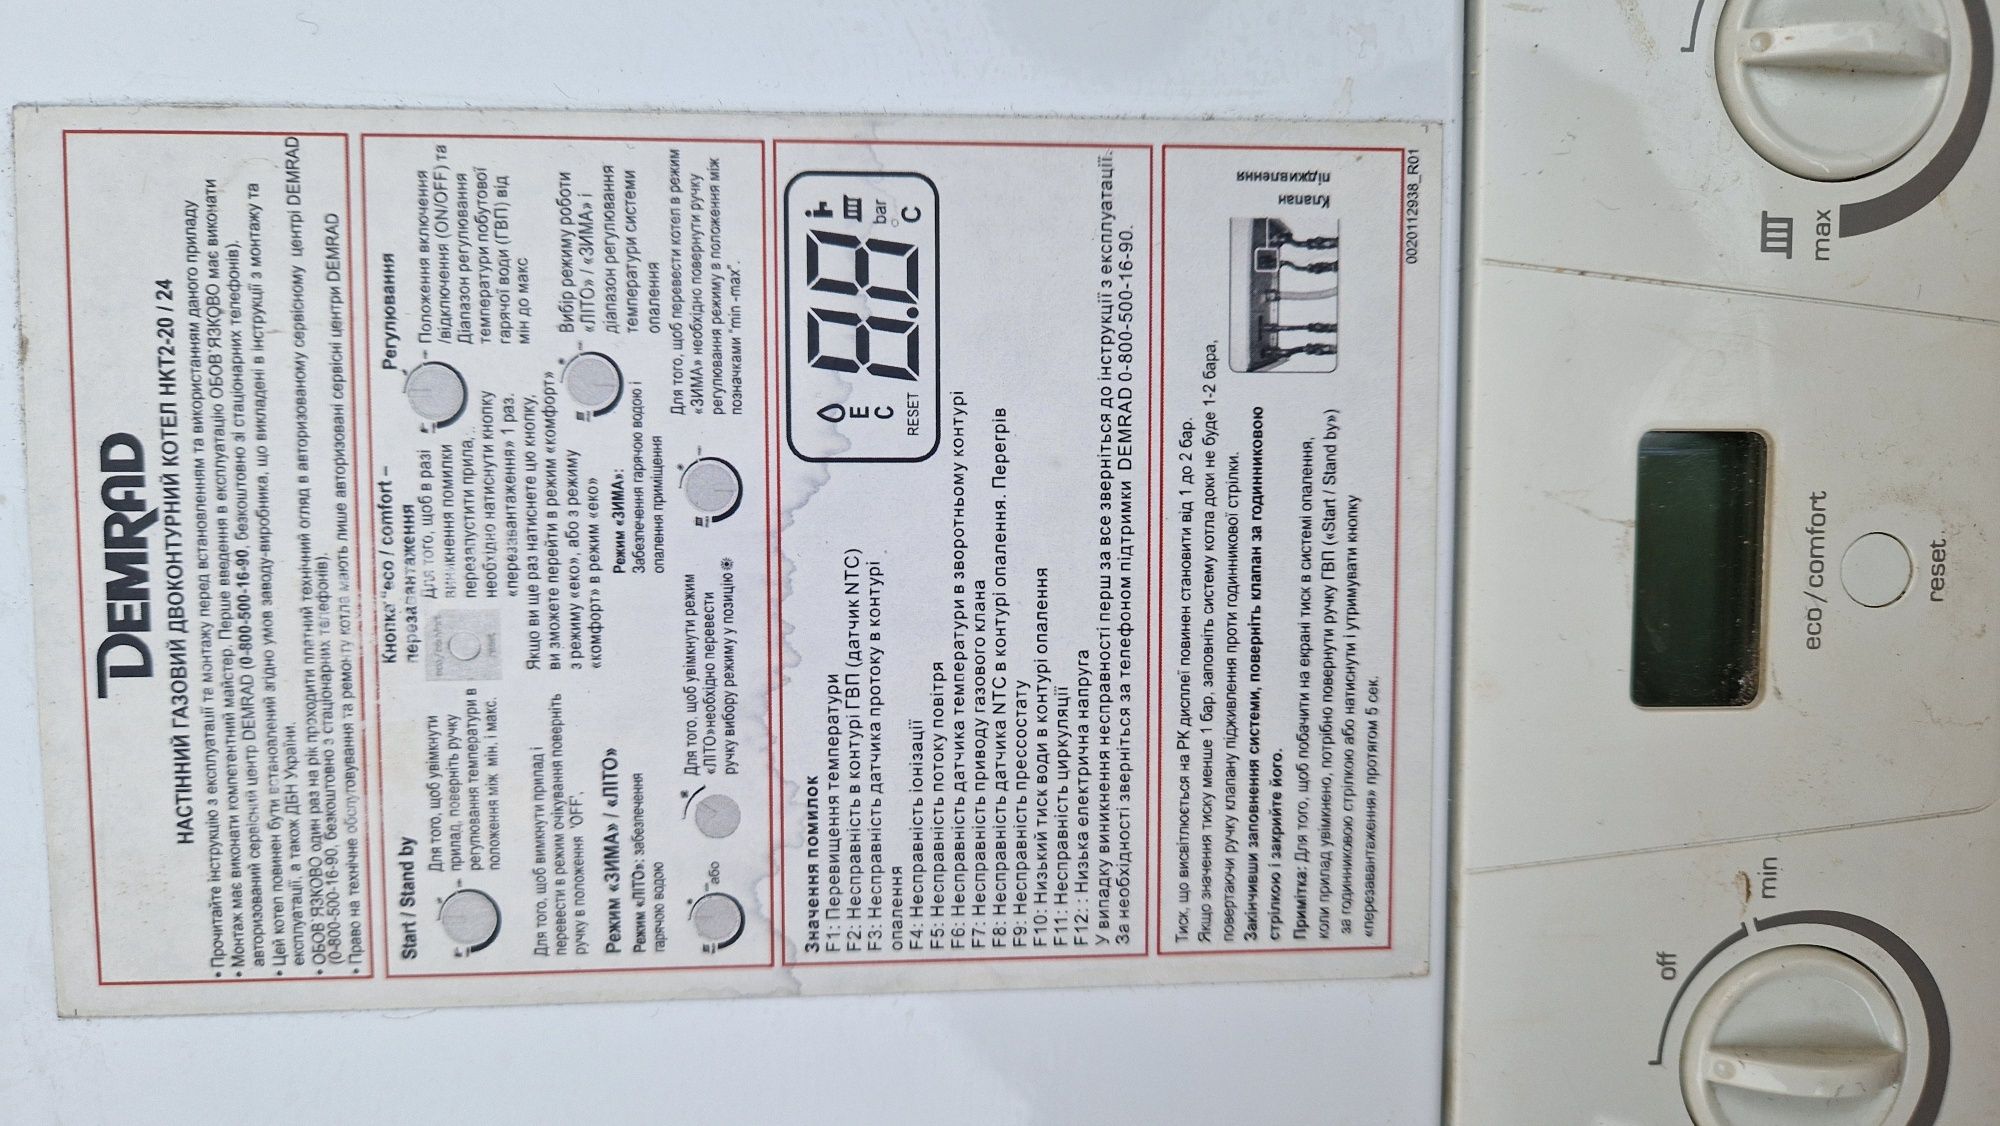 DEMRAD
НАСТІННИЙ ГАЗОВИЙ ДВОКОНТУРНИЙ КОТЕЛ НКТ2-20 / 24
• Прочитайте інструкцію з експлуатації та монтажу перед встановленням та використанням даного приладу
• Монтаж має виконати компетентний майстер. Перше введення в експлуатацію ОБОВ'ЯЗКОВО має виконати
авторизований сервісний центр DEMRAD (0-800-500-16-90, безкоштовно зі стаціонарних телефонів).
• Цей котел повинен бути встановлений згідно умов заводу-виробника, що викладені в інструкції з монтажу та
експлуатації, а також ДБН України.
• ОБОВ'ЯЗКОВО один раз на рік проходити платний технічний огляд в авторизованому сервісному центрі DEMRAD
(0-800-500-16-90, безкоштовно з стаціонарних телефонів).
• Право на технічне обслуговування та ремонту котла мають лише авторизовані сервісні центри DEMRAD
Start / Stand by
Для того, щоб увімкнути
прилад, поверніть ручку
регулювання температури в
положення між мін. і макс.
Для того, щоб вимкнути прилад і
перевести в режим очікування поверніть
ручку в положення 'OFF',
Кнопка "eco / comfort –
перезавантаження
Для того, щоб в разі
виникнення помилки
перезапустити прилад,
необхідно натиснути кнопку
«перезавантаження» 1 раз.
Якщо ви ще раз натиснете цю кнопку,
ви зможете перейти в режим «комфорт»
з режиму «еко», або з режиму
«комфорт» в режим «еко»
Регулювання
Положення включення
/відключення (ON/OFF) та
Діапазон регулювання
температури побутової
гарячої води (ГВП) від
мін до макс
Вибір режиму роботи
«ЛІТО» / «ЗИМА» і
діапазон регулювання
температури системи
опалення
Режим «ЗИМА» / «ЛІТО»
Режим «ЛІТО»: забезпечення
гарячою водою
або
Для того, щоб увімкнути режим
«ЛІТО»необхідно перевести
ручку вибору режиму у позицію
Режим «ЗИМА»:
Забезпечення гарячою водою і
опалення приміщення
Для того, щоб перевести котел в режим
«ЗИМА» необхідно повернути ручку
регулювання режиму в положення між
позначками "min -max".
Значення помилок
F1: Перевищення температури
F2: Несправність в контурі ГВП (датчик NTC)
F3: Несправність датчика протоку в контурі
опалення
F4: Несправність іонізації
F5: Несправність потоку повітря
F6: Несправність датчика температури в зворотньому контурі
F7: Несправність приводу газового клана
F8: Несправність датчика NTC в контурі опалення. Перегрів
F9: Несправність прессостату
F10: Низький тиск води в контурі опалення
F11: Несправність циркуляції
F12: : Низька електрична напруга
У випадку виникнення несправності перш за все зверніться до інструкції з експлуатації.
За необхідності зверніться за телефоном підтримки DEMRAD 0-800-500-16-90.
E
C
RESET
bar
°C
Тиск, що висвітлюється на РК дисплеї повинен становити від 1 до 2 бар.
Якщо значення тиску менше 1 бар, заповніть систему котла доки не буде 1-2 бара,
повертаючи ручку клапану підживлення проти годинникової стрілки.
Закінчивши заповнення системи, поверніть клапан за годинниковою
стрілкою і закрийте його.
Примітка: Для того, щоб побачити на екрані тиск в системі опалення,
коли прилад увімкнено, потрібно повернути ручку ГВП («Start / Stand by»)
за годинниковою стрілкою або натиснути і утримувати кнопку
«перезавантаження» протягом 5 сек.
Клапан
підживлення
0020112938_R01
off
min
eco/comfort
reset
max